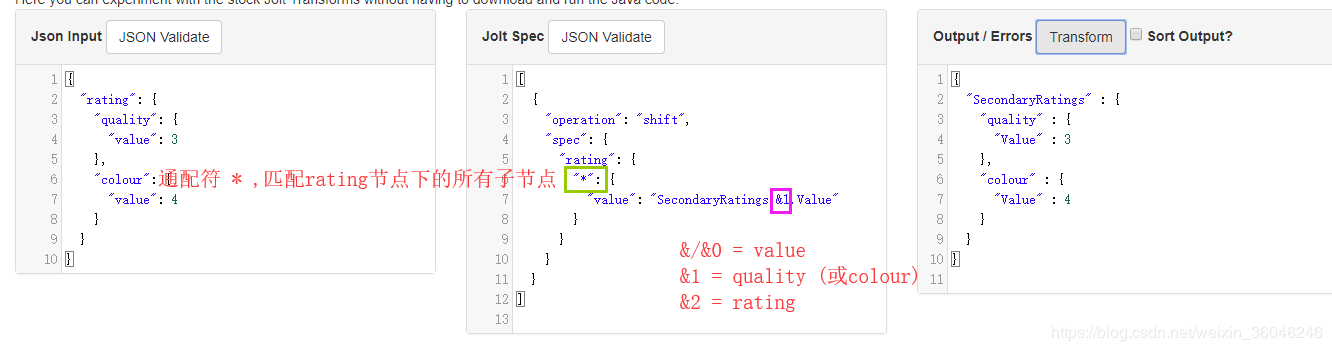 Here you can experiment with the stock Jolt Transforms without having to download and run the Java code.
Json Input JSON Validate
1 {
2 "rating": {
3 "quality": {
4 "value": 3
5 },
6 "colour": {
7 "value": 4
8 }
9 }
10 }
通配符 * ,匹配rating节点下的所有子节点
Jolt Spec JSON Validate
1 [
2 {
3 "operation": "shift",
4 "spec": {
5 "rating": {
6 "*": {
7 "value": "SecondaryRatings.&1.Value"
8 }
9 }
10 }
11 }
12 ]
13
&/&0 = value
&1 = quality (或colour)
&2 = rating
Output / Errors Transform Sort Output?
1 {
2 "SecondaryRatings" : {
3 "quality" : {
4 "Value" : 3
5 },
6 "colour" : {
7 "Value" : 4
8 }
9 }
10 }
11
https://blog.csdn.net/weixin_36048246